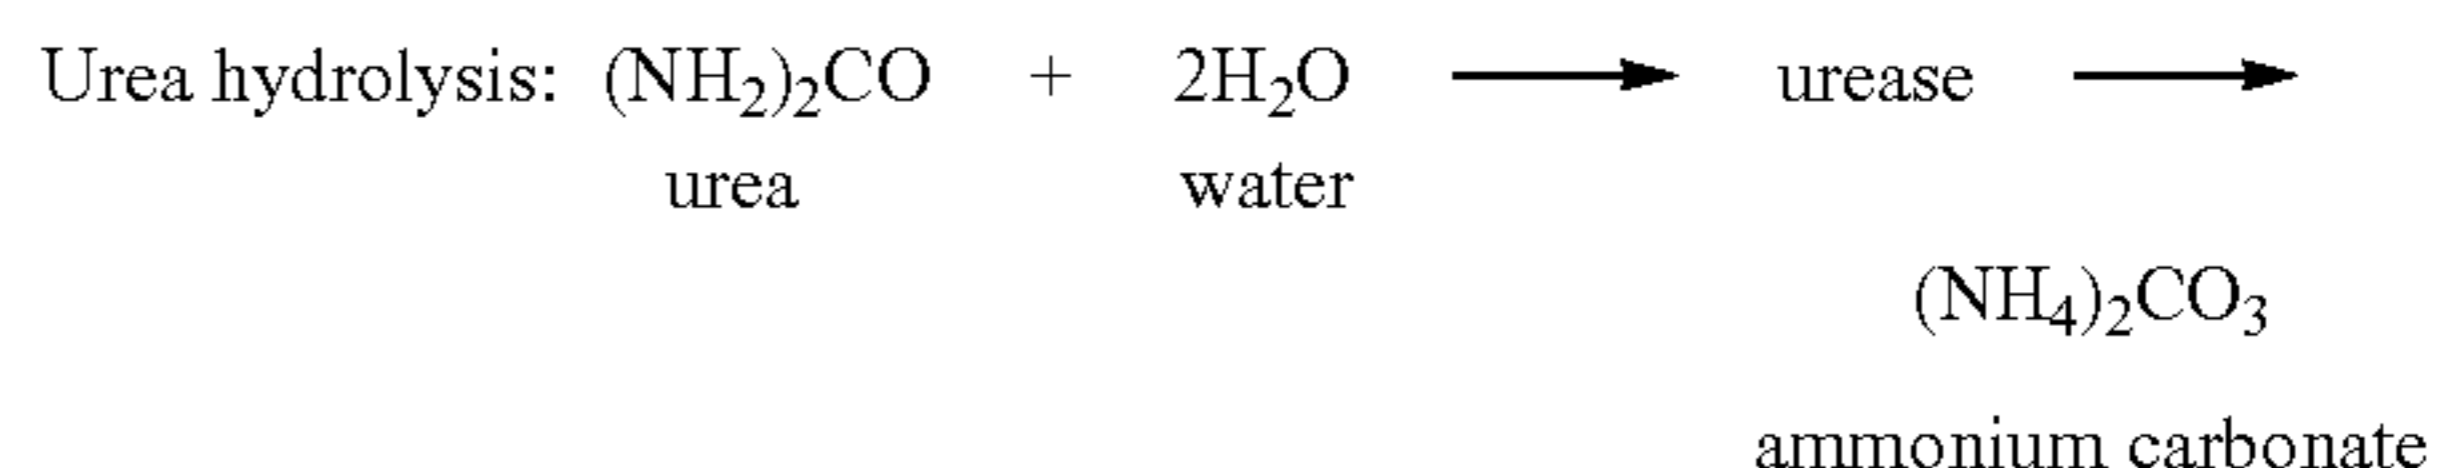 Urea hydrolysis: (NH₂)₂CO + 2H₂O ⟶ urease ⟶
urea water
(NH₄)₂CO₃
ammonium carbonate